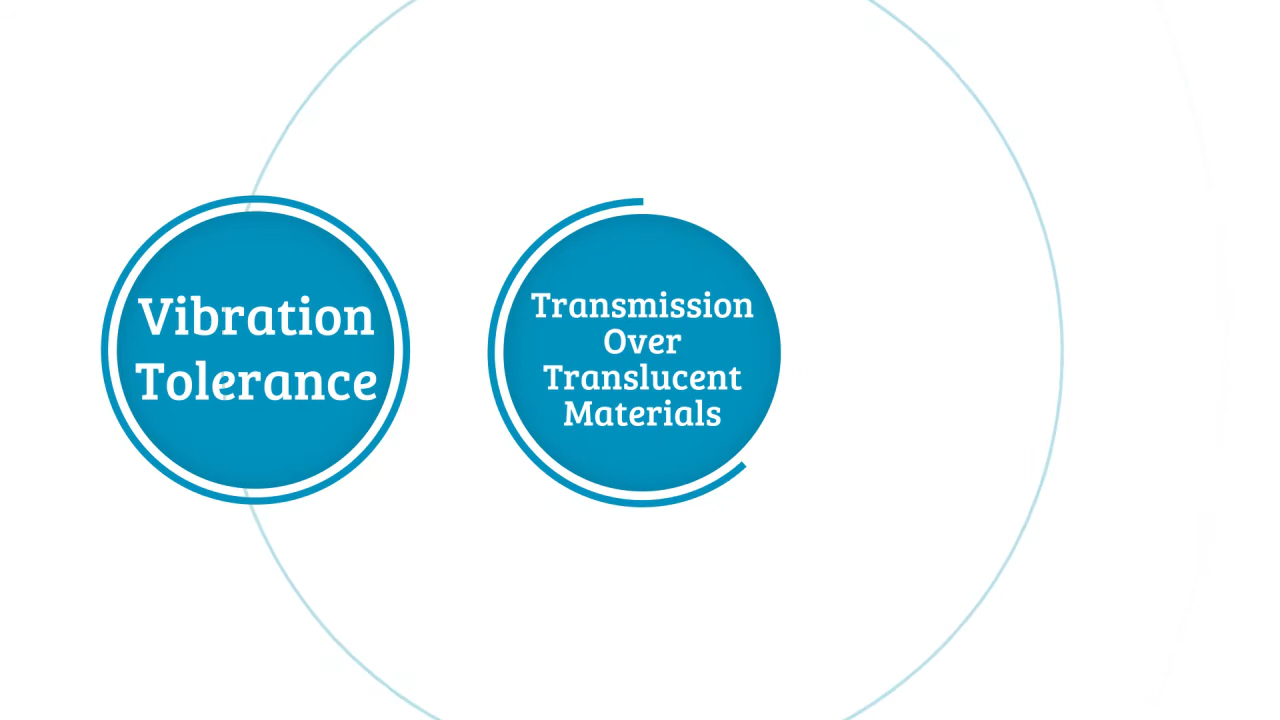 Vibration
Tolerance
Transmission
Over
Translucent
Materials